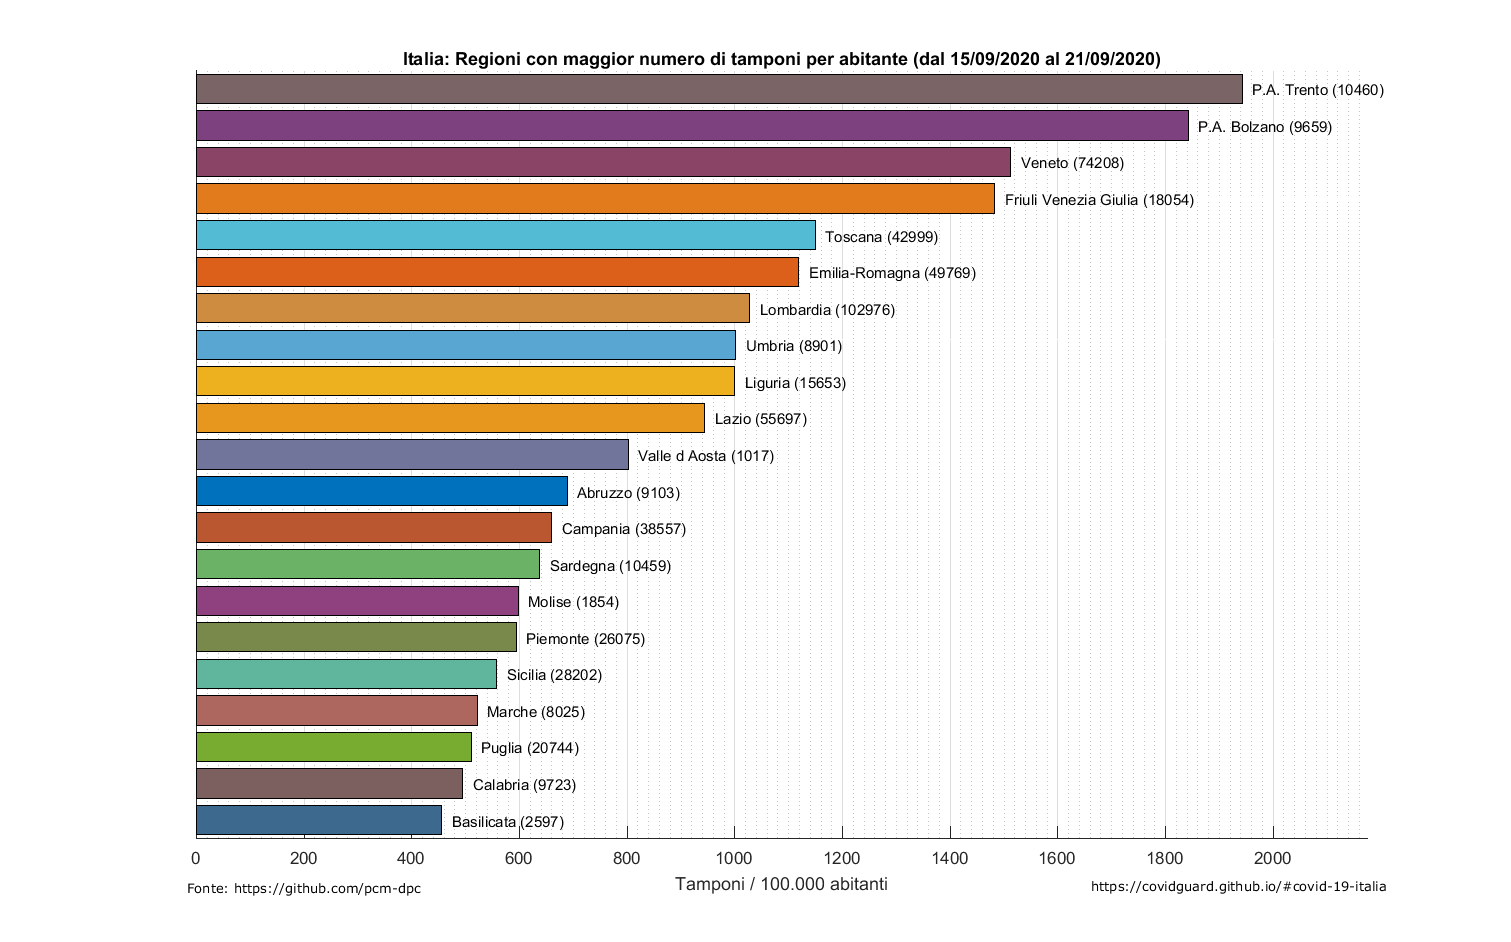 Italia: Regioni con maggior numero di tamponi per abitante (dal 15/09/2020 al 21/09/2020)
P.A. Trento (10460)
P.A. Bolzano (9659)
Veneto (74208)
Friuli Venezia Giulia (18054)
Toscana (42999)
Emilia-Romagna (49769)
Lombardia (102976)
Umbria (8901)
Liguria (15653)
Lazio (55697)
Valle d Aosta (1017)
Abruzzo (9103)
Campania (38557)
Sardegna (10459)
Molise (1854)
Piemonte (26075)
Sicilia (28202)
Marche (8025)
Puglia (20744)
Calabria (9723)
Basilicata (2597)
0 200 400 600 800 1000 1200 1400 1600 1800 2000
Tamponi / 100.000 abitanti
Fonte: https://github.com/pcm-dpc
https://covidguard.github.io/#covid-19-italia